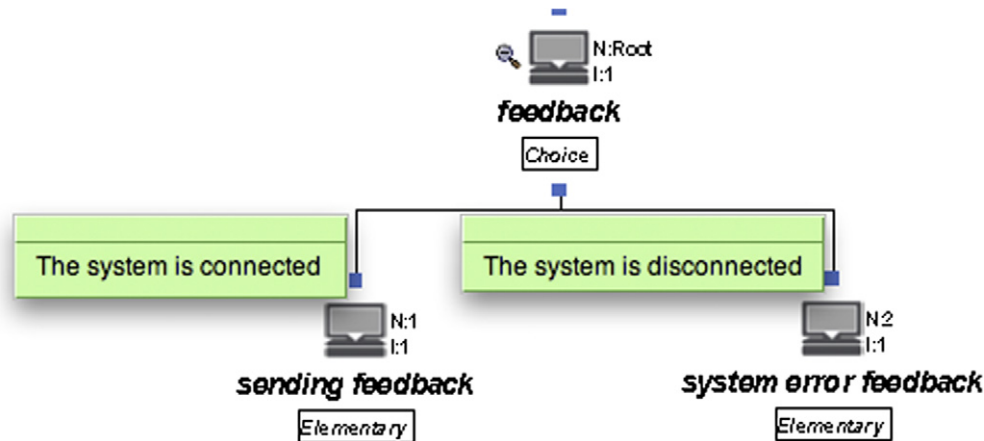 N:Root
I:1
feedback
Choice
The system is connected
The system is disconnected
N:1
I:1
sending feedback
Elementary
N:2
I:1
system error feedback
Elementary